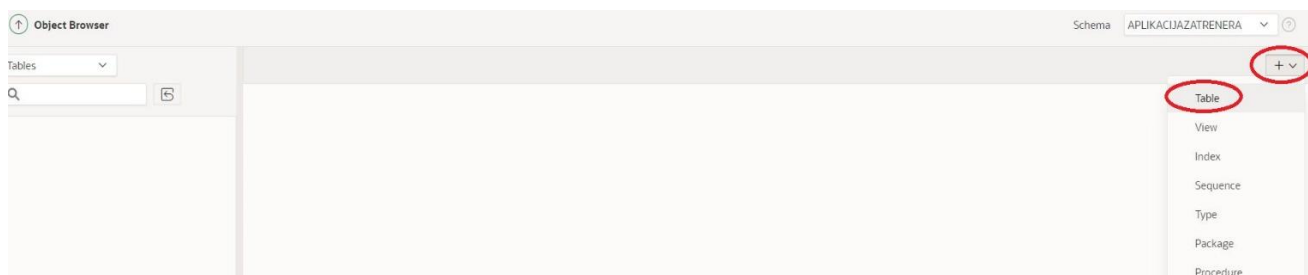 Object Browser
Schema APLIKACIJAZATRENERA
Tables
Table
View
Index
Sequence
Type
Package
Procedure